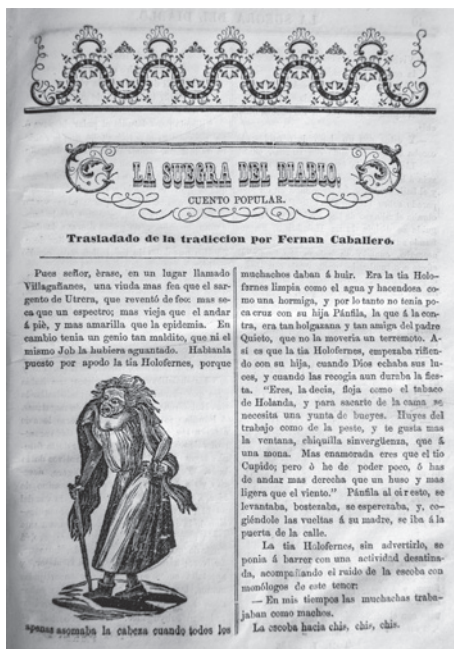 LA SUEGRA DEL DIABLO,
CUENTO POPULAR.
Trasladado de la tradiccion por Fernan Caballero.
Pues señor, èrase, en un lugar llamado
Villagañanes, una viuda mas fea que el sar-
gento de Utrera, que reventó de feo: mas se-
ca que un espectro; mas vieja que el andar
á piè, y mas amarilla que la epidemia. En
cambio tenia un genio tan maldito, que ni el
mismo Job la hubiera aguantado. Habianla
puesto por apodo la tia Holofernes, porque
apenas asomaba la cabeza cuando todos los
muchachos daban á huir. Era la tia Holo-
fernes limpia como el agua y hacendosa co-
mo una hormiga, y por lo tanto no tenia po-
ca cruz con su hija Pánfila, la que á la con-
tra, era tan holgazana y tan amiga del padre
Quieto, que no la moveria un terremoto. A-
sí es que la tia Holofernes, empezaba riñen-
do con su hija, cuando Dios echaba sus lu-
ces, y cuando las recogia aun duraba la fies-
ta. "Eres, la decia, floja como el tabaco
de Holanda, y para sacarte de la cama se
necesita una yunta de bueyes. Huyes del
trabajo como de la peste, y te gusta mas
la ventana, chiquilla sinvergüenza, que á
una mona. Mas enamorada eres que el tio
Cupido; pero ò he de poder poco, ó has
de andar mas derecha que un huso y mas
ligera que el viento." Pánfila al oir esto, se
levantaba, bostezaba, se esperezaba, y, co-
giéndole las vueltas á su madre, se iba á la
puerta de la calle.
La tia Holofernes, sin advertirlo, se
ponia á barrer con una actividad desatina-
da, acompañando el ruido de la escoba con
monólogos de este tenor:
— En mis tiempos las muchachas traba-
jaban como machos.
La escoba hacia chis, chis, chis.